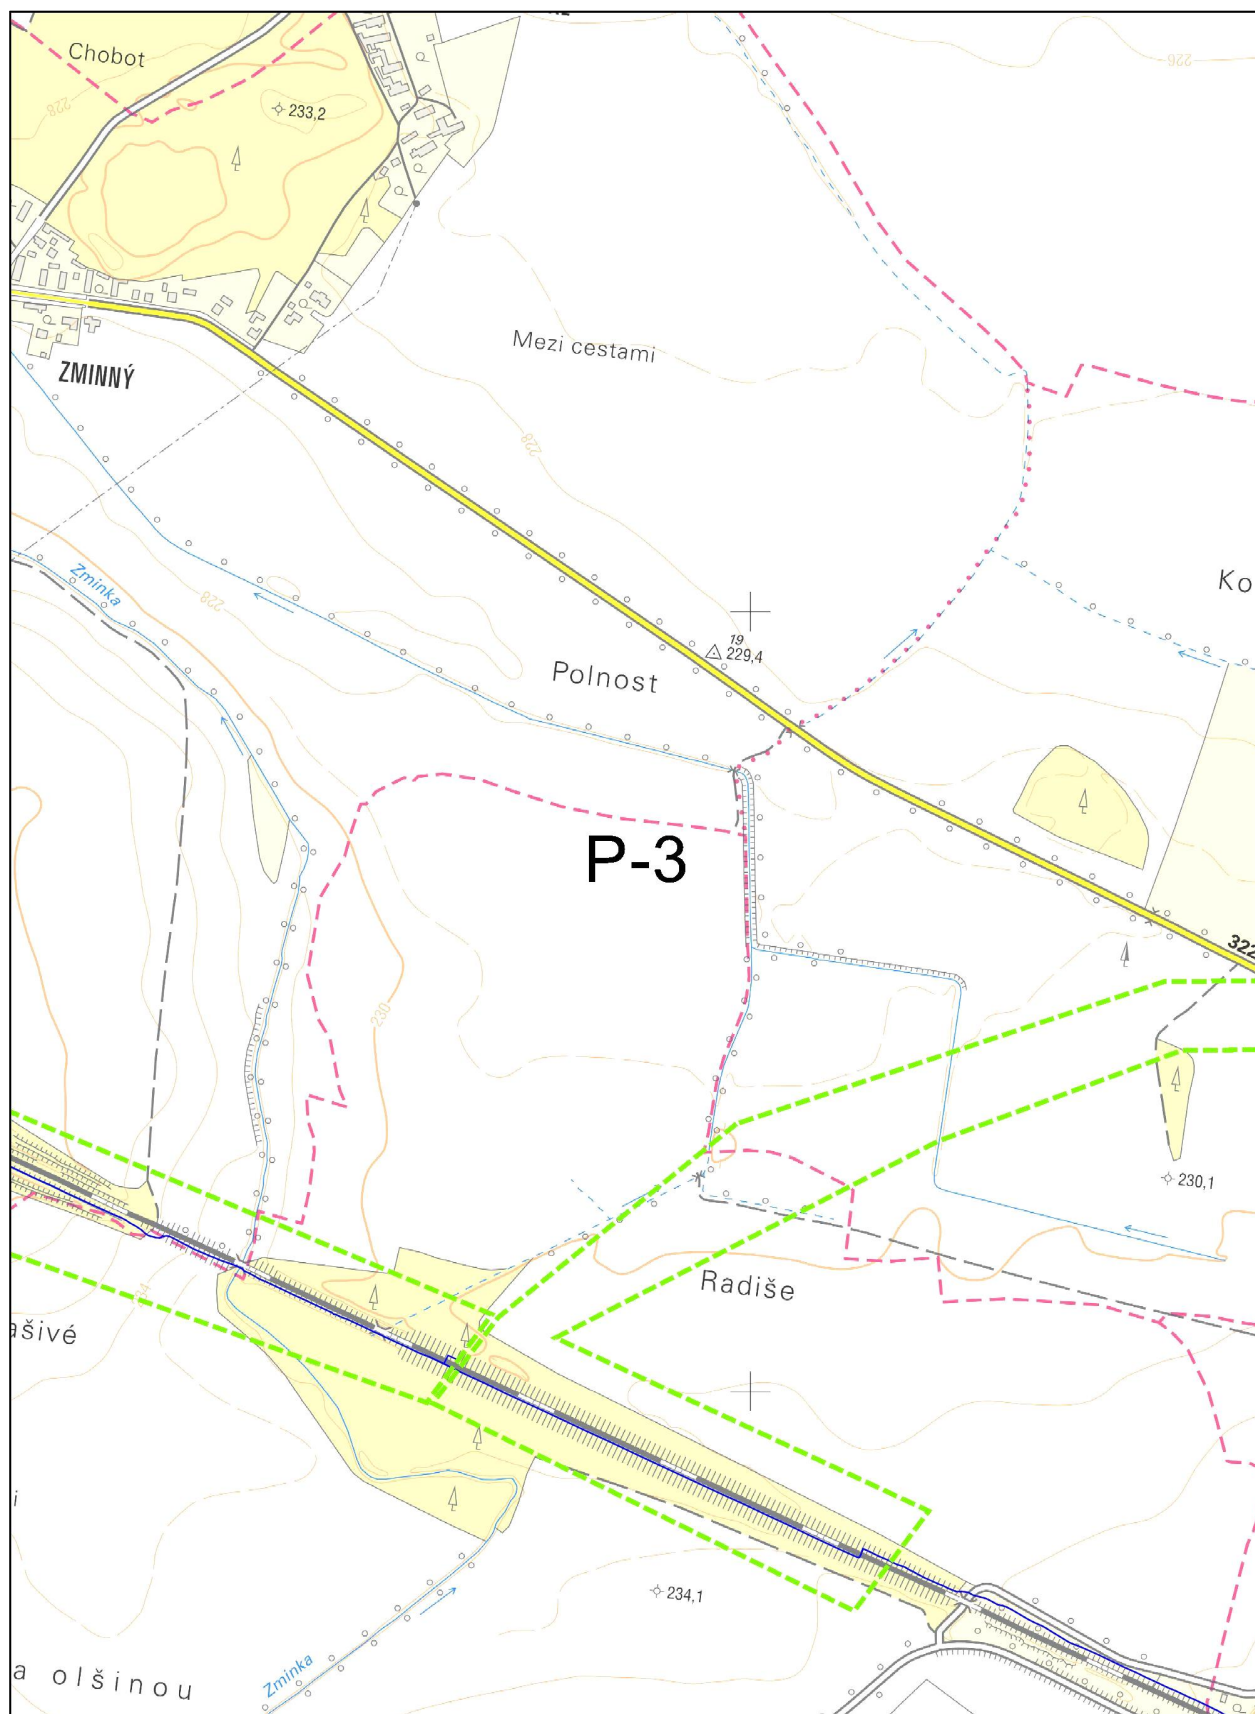 Chobot
226
228
233,2
Mezi cestami
ZMINNÝ
228
Zminka
228
Ko
19
229,4
Polnost
P-3
322
230
230,1
Radiše
234
ašivé
i
234,1
a olšinou
Zminka